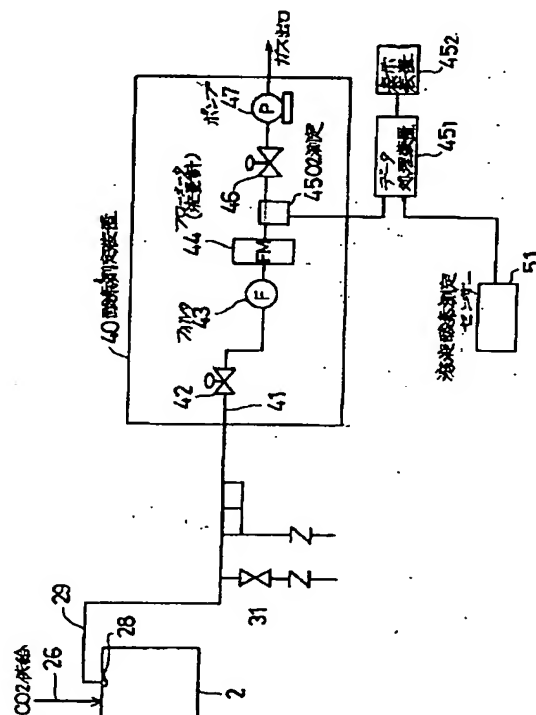 CO2供給
26
29
28
2
31
40 酸素測定装置
41
42
フィルタ
43
F
44
フローメータ
(流量計)
FM
4502測定
46
ポンプ
47
P
ガス出口
データ
処理装置
451
表示
装置
452
溶液酸素測定
センサー
51